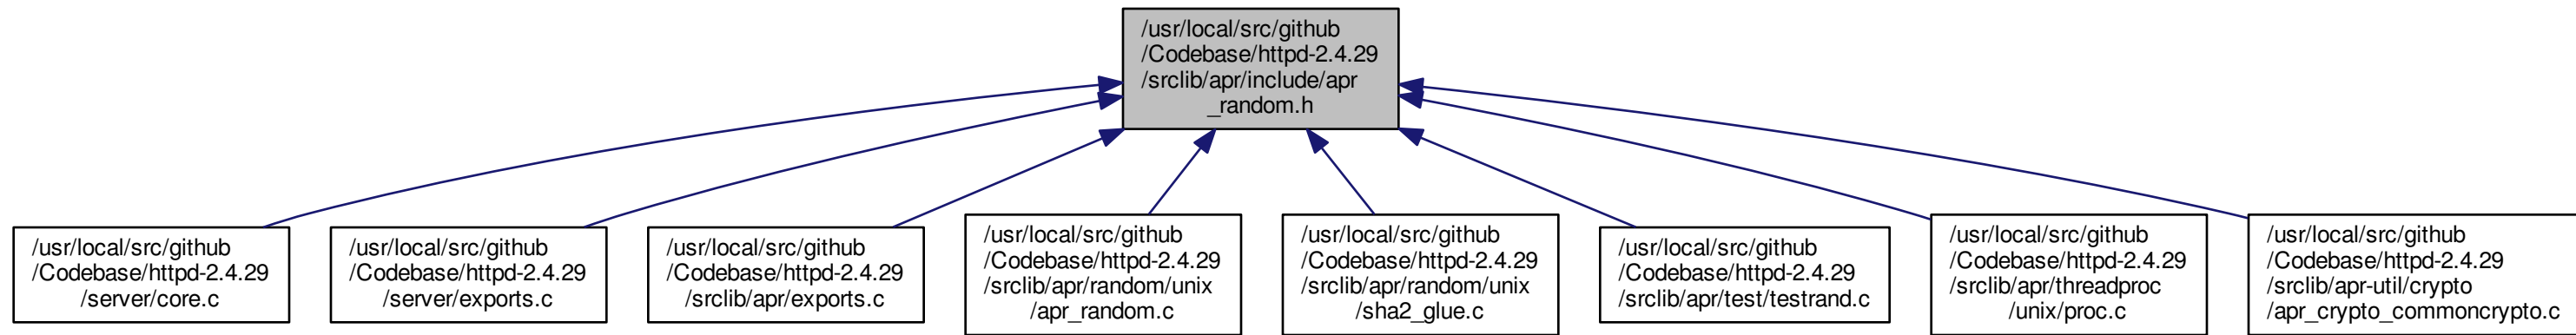 /usr/local/src/github
/Codebase/httpd-2.4.29
/srclib/apr/include/apr
_random.h
/usr/local/src/github
/Codebase/httpd-2.4.29
/server/core.c
/usr/local/src/github
/Codebase/httpd-2.4.29
/server/exports.c
/usr/local/src/github
/Codebase/httpd-2.4.29
/srclib/apr/exports.c
/usr/local/src/github
/Codebase/httpd-2.4.29
/srclib/apr/random/unix
/apr_random.c
/usr/local/src/github
/Codebase/httpd-2.4.29
/srclib/apr/random/unix
/sha2_glue.c
/usr/local/src/github
/Codebase/httpd-2.4.29
/srclib/apr/test/testrand.c
/usr/local/src/github
/Codebase/httpd-2.4.29
/srclib/apr/threadproc
/unix/proc.c
/usr/local/src/github
/Codebase/httpd-2.4.29
/srclib/apr-util/crypto
/apr_crypto_commoncrypto.c